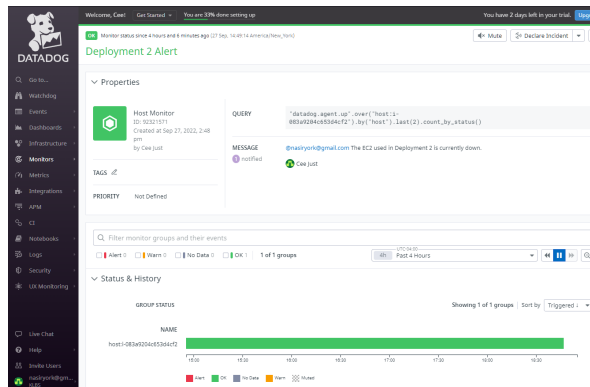 Welcome, Cee!
Get Started
You are 33% done setting up
You have 2 days left in your trial.
Upg
DATADOG
Go to...
Watchdog
Events
Dashboards
Infrastructure
Monitors
Metrics
Integrations
APM
CI
Notebooks
Logs
Security
UX Monitoring
Live Chat
Help
Invite Users
nasiryork@gm...
OK Monitor status since 4 hours and 6 minutes ago (27 Sep, 14:49:14 America/New_York)
Mute
Declare Incident
Deployment 2 Alert
Properties
Host Monitor
ID: 92321571
Created at Sep 27, 2022, 2:48
pm
by Cee Just
TAGS
PRIORITY Not Defined
QUERY
"datadog.agent.up".over("host:i-
083a9204c653d4cf2").by("host").last(2).count_by_status()
MESSAGE
1 notified
@nasiryork@gmail.com The EC2 used in Deployment 2 is currently down.
Cee Just
Filter monitor groups and their events
Alert 0 Warn 0 No Data 0 OK 1 1 of 1 groups
UTC-04:00
4h Past 4 Hours
Status & History
GROUP STATUS
Showing 1 of 1 groups Sort by Triggered ↓
NAME
host:i-083a9204c653d4cf2
15:00 15:30 16:00 16:30 17:00 17:30 18:00 18:30
Alert OK No Data Warn Muted